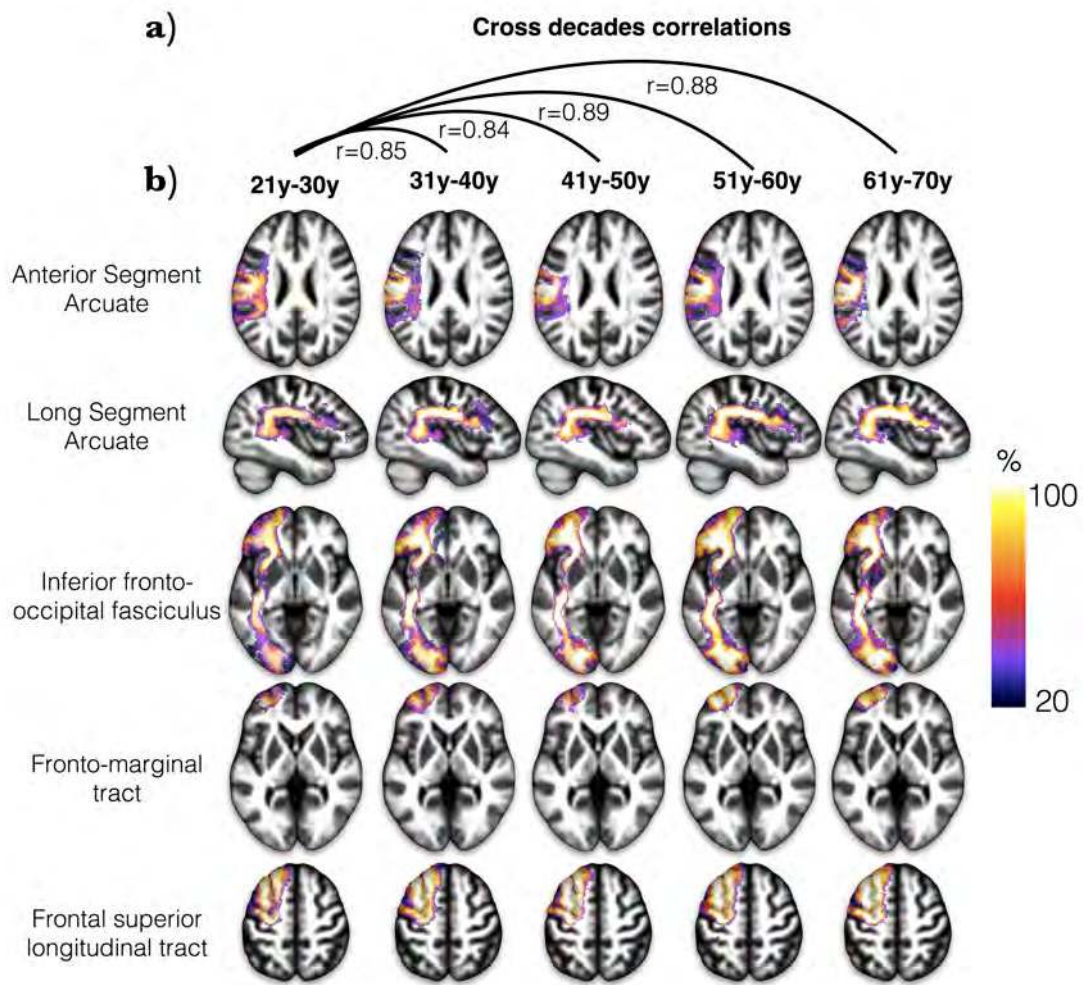 a)
Cross decades correlations
r=0.88
r=0.89
r=0.84
r=0.85
b)
21y-30y 31y-40y 41y-50y 51y-60y 61y-70y
Anterior Segment
Arcuate
Long Segment
Arcuate
%
100
Inferior fronto-
occipital fasciculus
20
Fronto-marginal
tract
Frontal superior
longitudinal tract